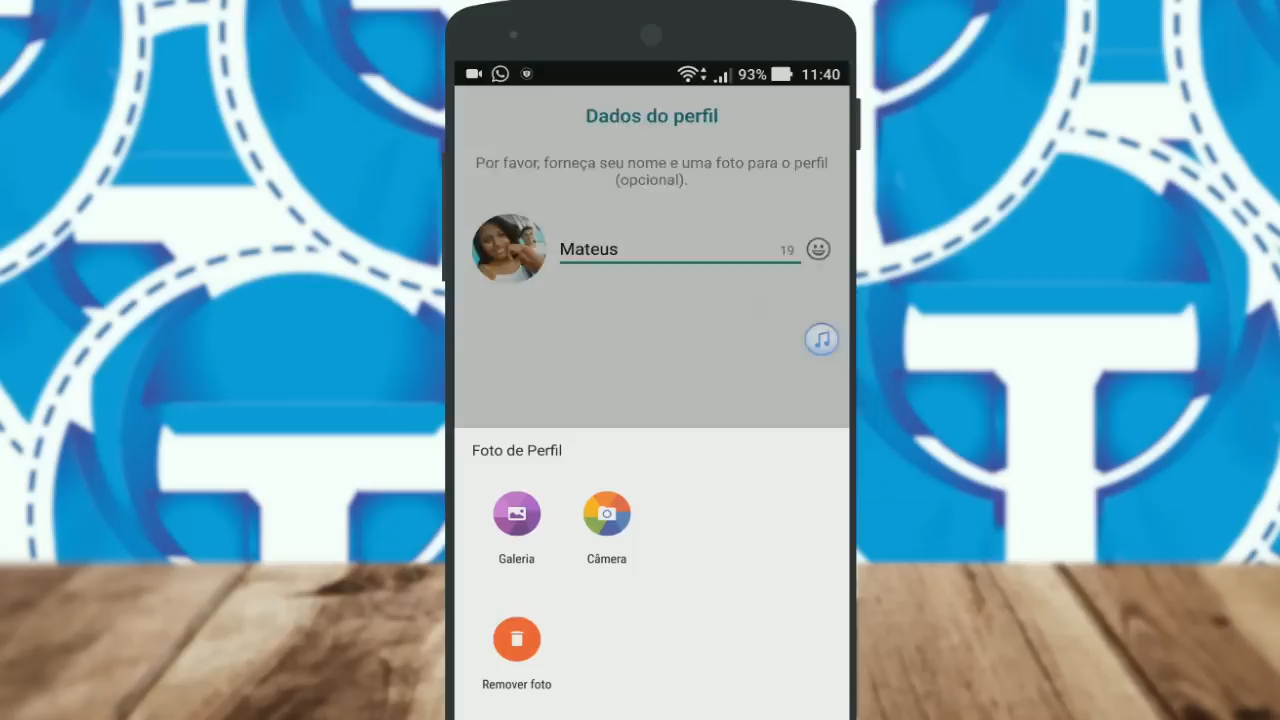 93% 11:40
Dados do perfil
Por favor, forneça seu nome e uma foto para o perfil
(opcional).
Mateus 19
Foto de Perfil
Galeria Câmera
Remover foto